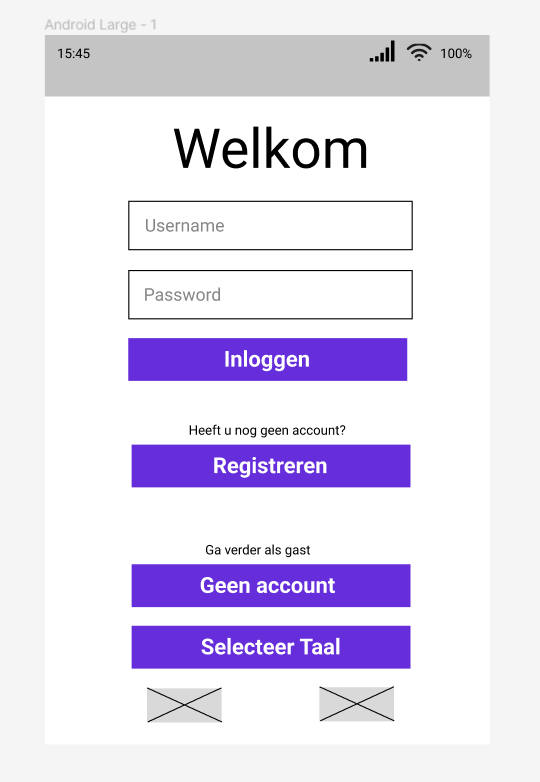 Android Large - 1
15:45
100%
Welkom
Username
Password
Inloggen
Heeft u nog geen account?
Registreren
Ga verder als gast
Geen account
Selecteer Taal